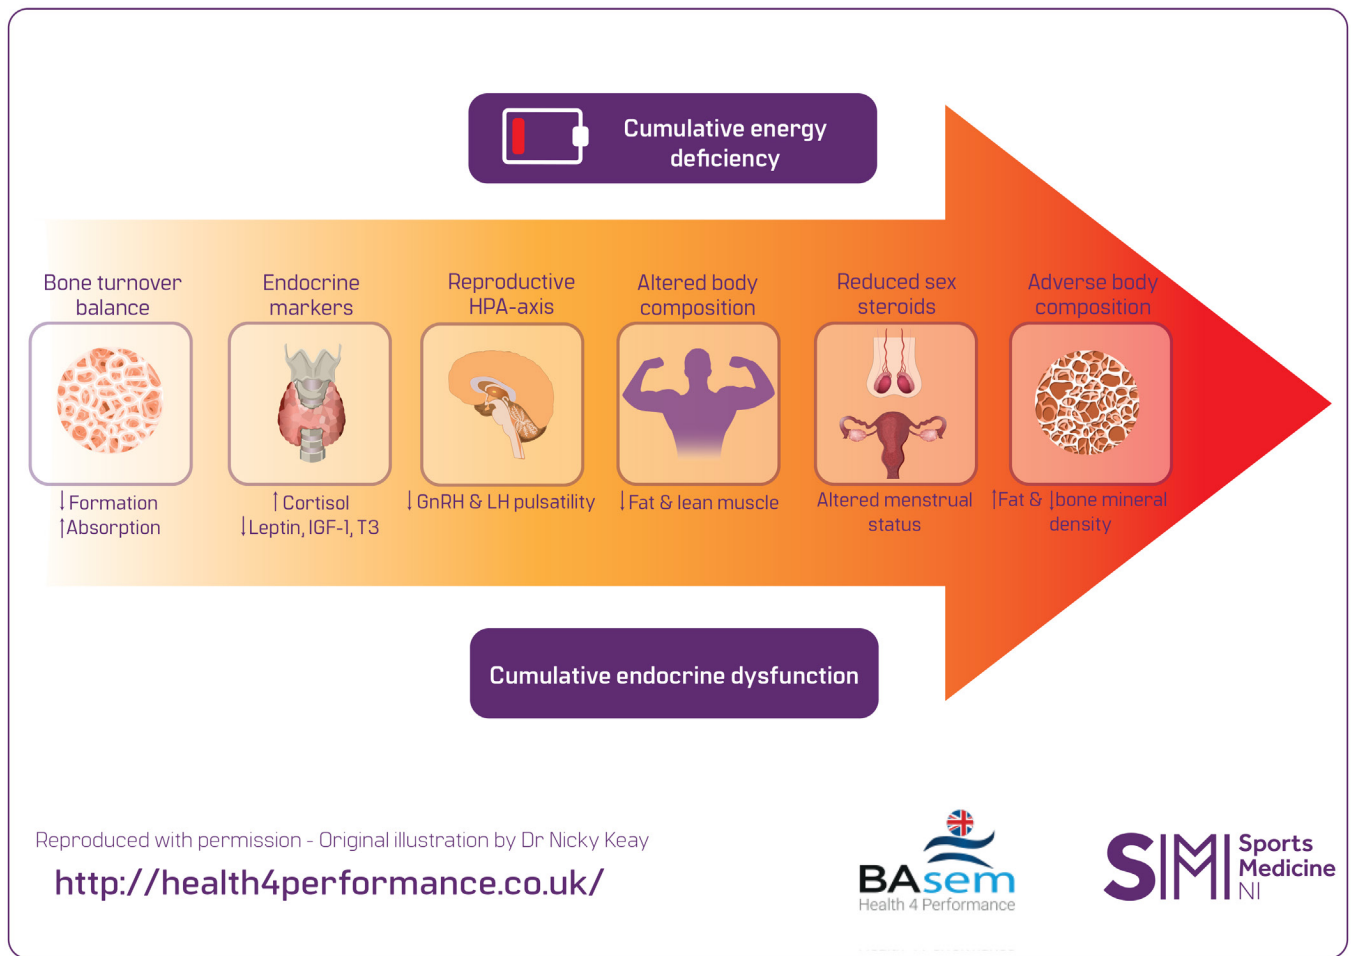 Cumulative energy
deficiency
Bone turnover
balance
↓Formation
↑Absorption
Endocrine
markers
↑Cortisol
↓Leptin, IGF-1, T3
Reproductive
HPA-axis
↓GnRH & LH pulsatility
Altered body
composition
↓Fat & lean muscle
Reduced sex
steroids
Altered menstrual
status
Adverse body
composition
↑Fat & ↓bone mineral
density
Cumulative endocrine dysfunction
Reproduced with permission - Original illustration by Dr Nicky Keay
http://health4performance.co.uk/
BAsem
Health 4 Performance
SMI
Sports
Medicine
NI